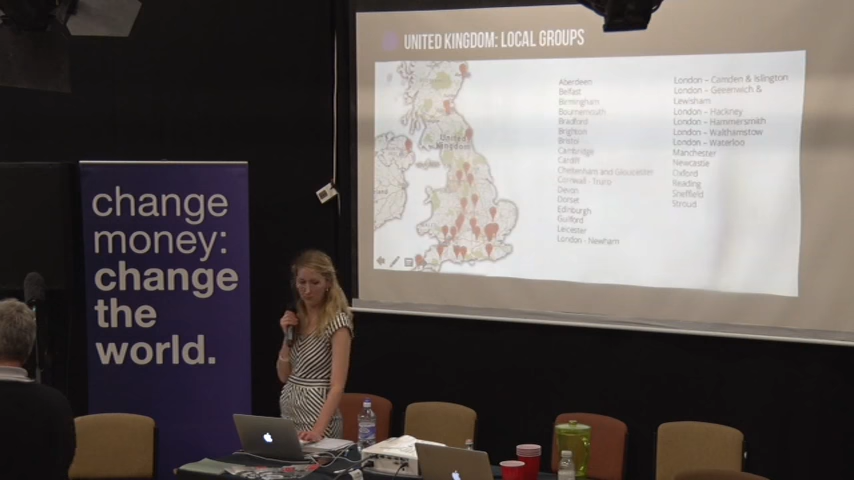 UNITED KINGDOM: LOCAL GROUPS
Aberdeen
Belfast
Birmingham
Bournemouth
Bradford
Brighton
Bristol
Cambridge
Cardiff
Cheltenham and Gloucester
Cornwall - Truro
Devon
Dorset
Edinburgh
Guilford
Leicester
London - Newham
London - Camden & Islington
London - Greenwich &
Lewisham
London - Hackney
London - Hammersmith
London - Walthamstow
London - Waterloo
Manchester
Newcastle
Oxford
Reading
Sheffield
Stroud
United
Kingdom
change
money:
change
the
world.